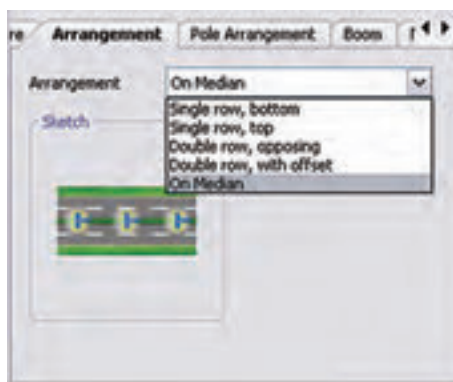 re Arrangement Pole Arrangement Boom
Arrangement On Median
Single row, bottom
Single row, top
Double row, opposing
Double row, with offset
On Median
Sketch